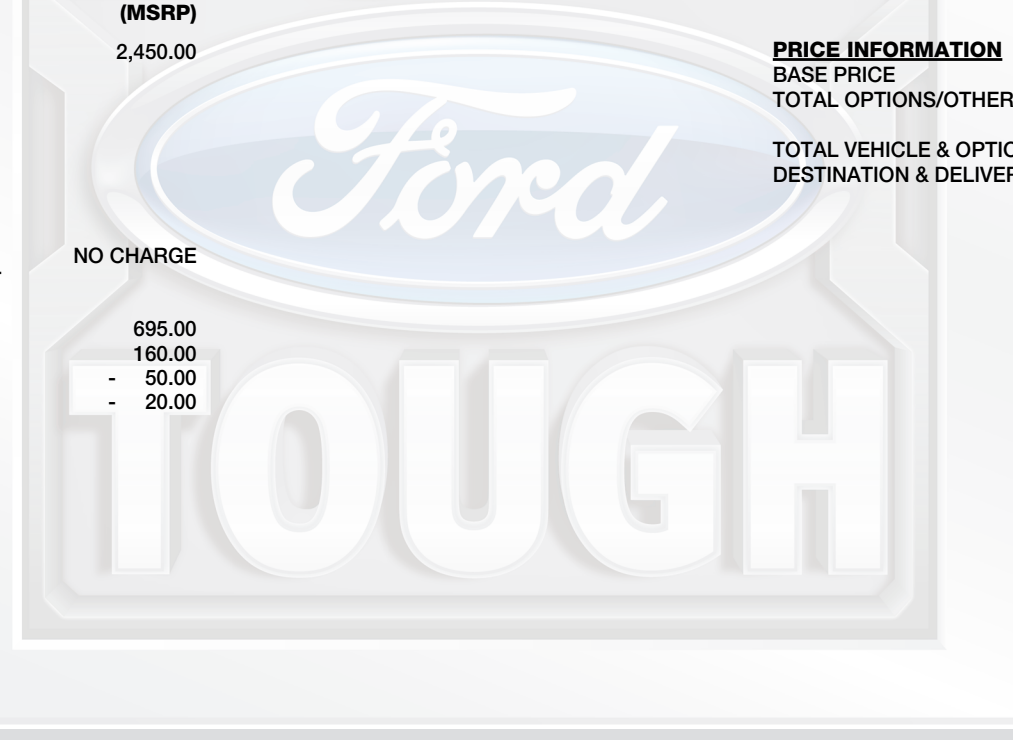 (MSRP)
2,450.00
NO CHARGE
695.00
160.00
- 50.00
- 20.00
PRICE INFORMATION
BASE PRICE
TOTAL OPTIONS/OTHER
TOTAL VEHICLE & OPTIO
DESTINATION & DELIVER
Ford
TOUGH